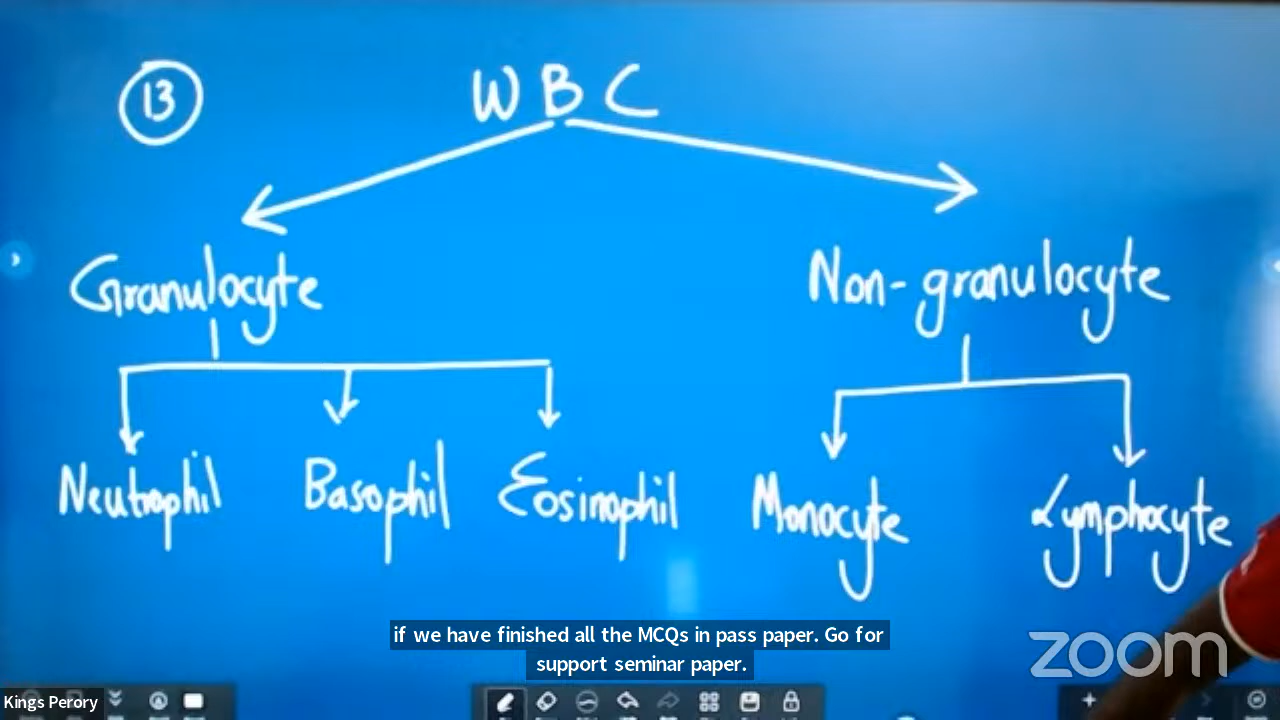 13
WBC
Granulocyte
Non-granulocyte
Neutrophil
Basophil
Eosinophil
Monocyte
Lymphocyte
if we have finished all the MCQs in pass paper. Go for
support seminar paper.
zoom
Kings Perory